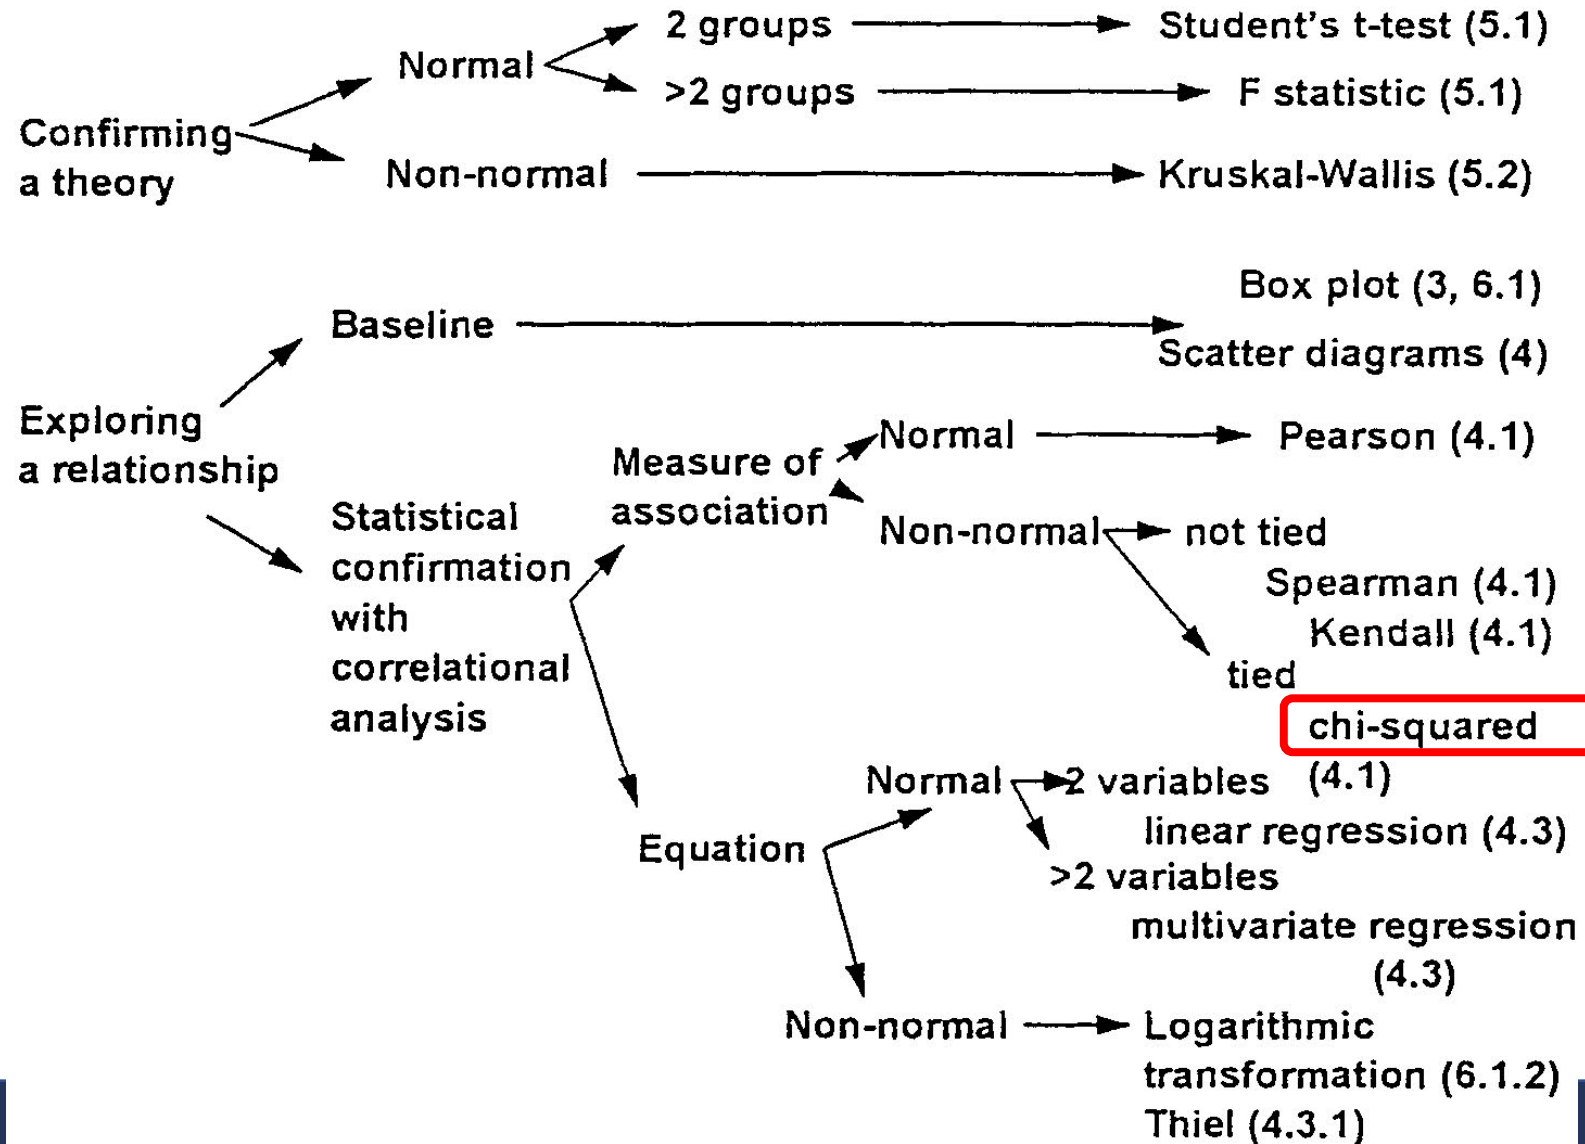 2 groups
Student's t-test (5.1)
Normal
>2 groups
F statistic (5.1)
Confirming
a theory
Non-normal
Kruskal-Wallis (5.2)
Box plot (3, 6.1)
Baseline
Scatter diagrams (4)
Exploring
a relationship
Normal
Pearson (4.1)
Measure of
association
Non-normal
not tied
Spearman (4.1)
Kendall (4.1)
tied
chi-squared
(4.1)
Statistical
confirmation
with
correlational
analysis
Normal
2 variables
linear regression (4.3)
Equation
>2 variables
multivariate regression
(4.3)
Non-normal
Logarithmic
transformation (6.1.2)
Thiel (4.3.1)